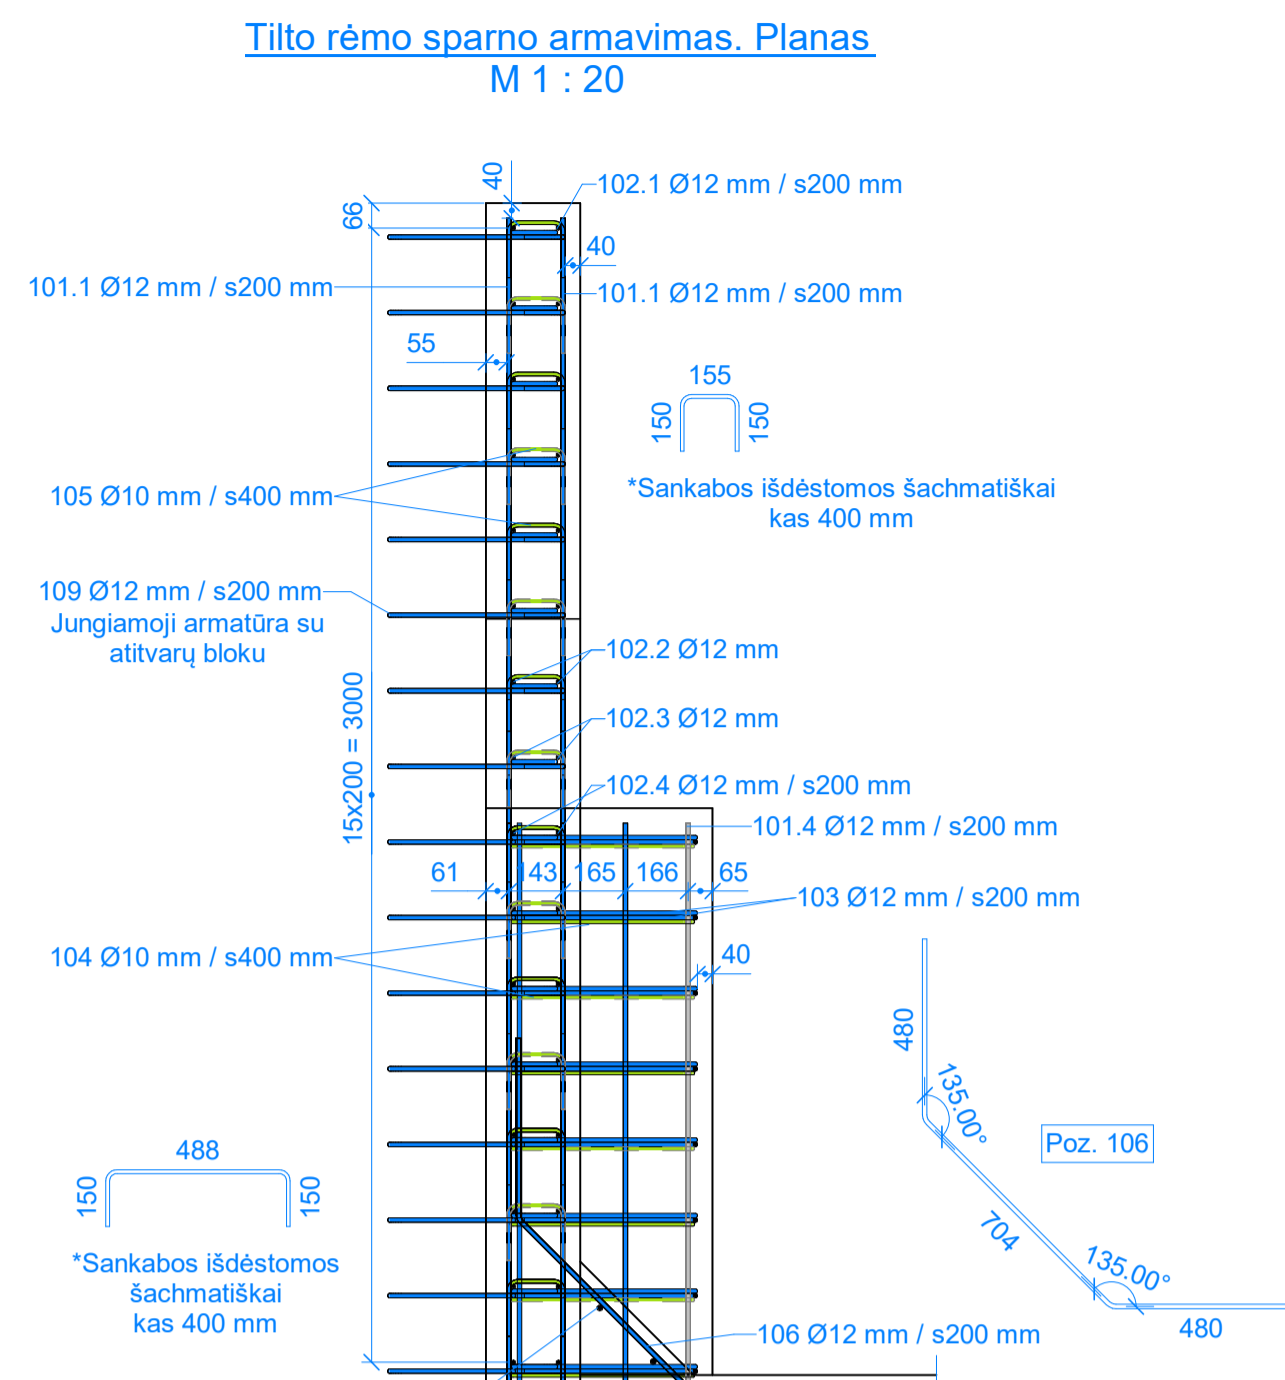 Tilto rėmo sparno armavimas. Planas
M 1 : 20
40
102.1 Ø12 mm / s200 mm
66
40
101.1 Ø12 mm / s200 mm
101.1 Ø12 mm / s200 mm
55
155
150
150
*Sankabos išdėstomos šachmatiškai
kas 400 mm
105 Ø10 mm / s400 mm
109 Ø12 mm / s200 mm
Jungiamoji armatūra su
atitvarų bloku
102.2 Ø12 mm
15x200 = 3000
102.3 Ø12 mm
102.4 Ø12 mm / s200 mm
101.4 Ø12 mm / s200 mm
61
143
165
166
65
103 Ø12 mm / s200 mm
104 Ø10 mm / s400 mm
40
480
135.00°
Poz. 106
704
135.00°
480
488
150
150
*Sankabos išdėstomos
šachmatiškai
kas 400 mm
106 Ø12 mm / s200 mm